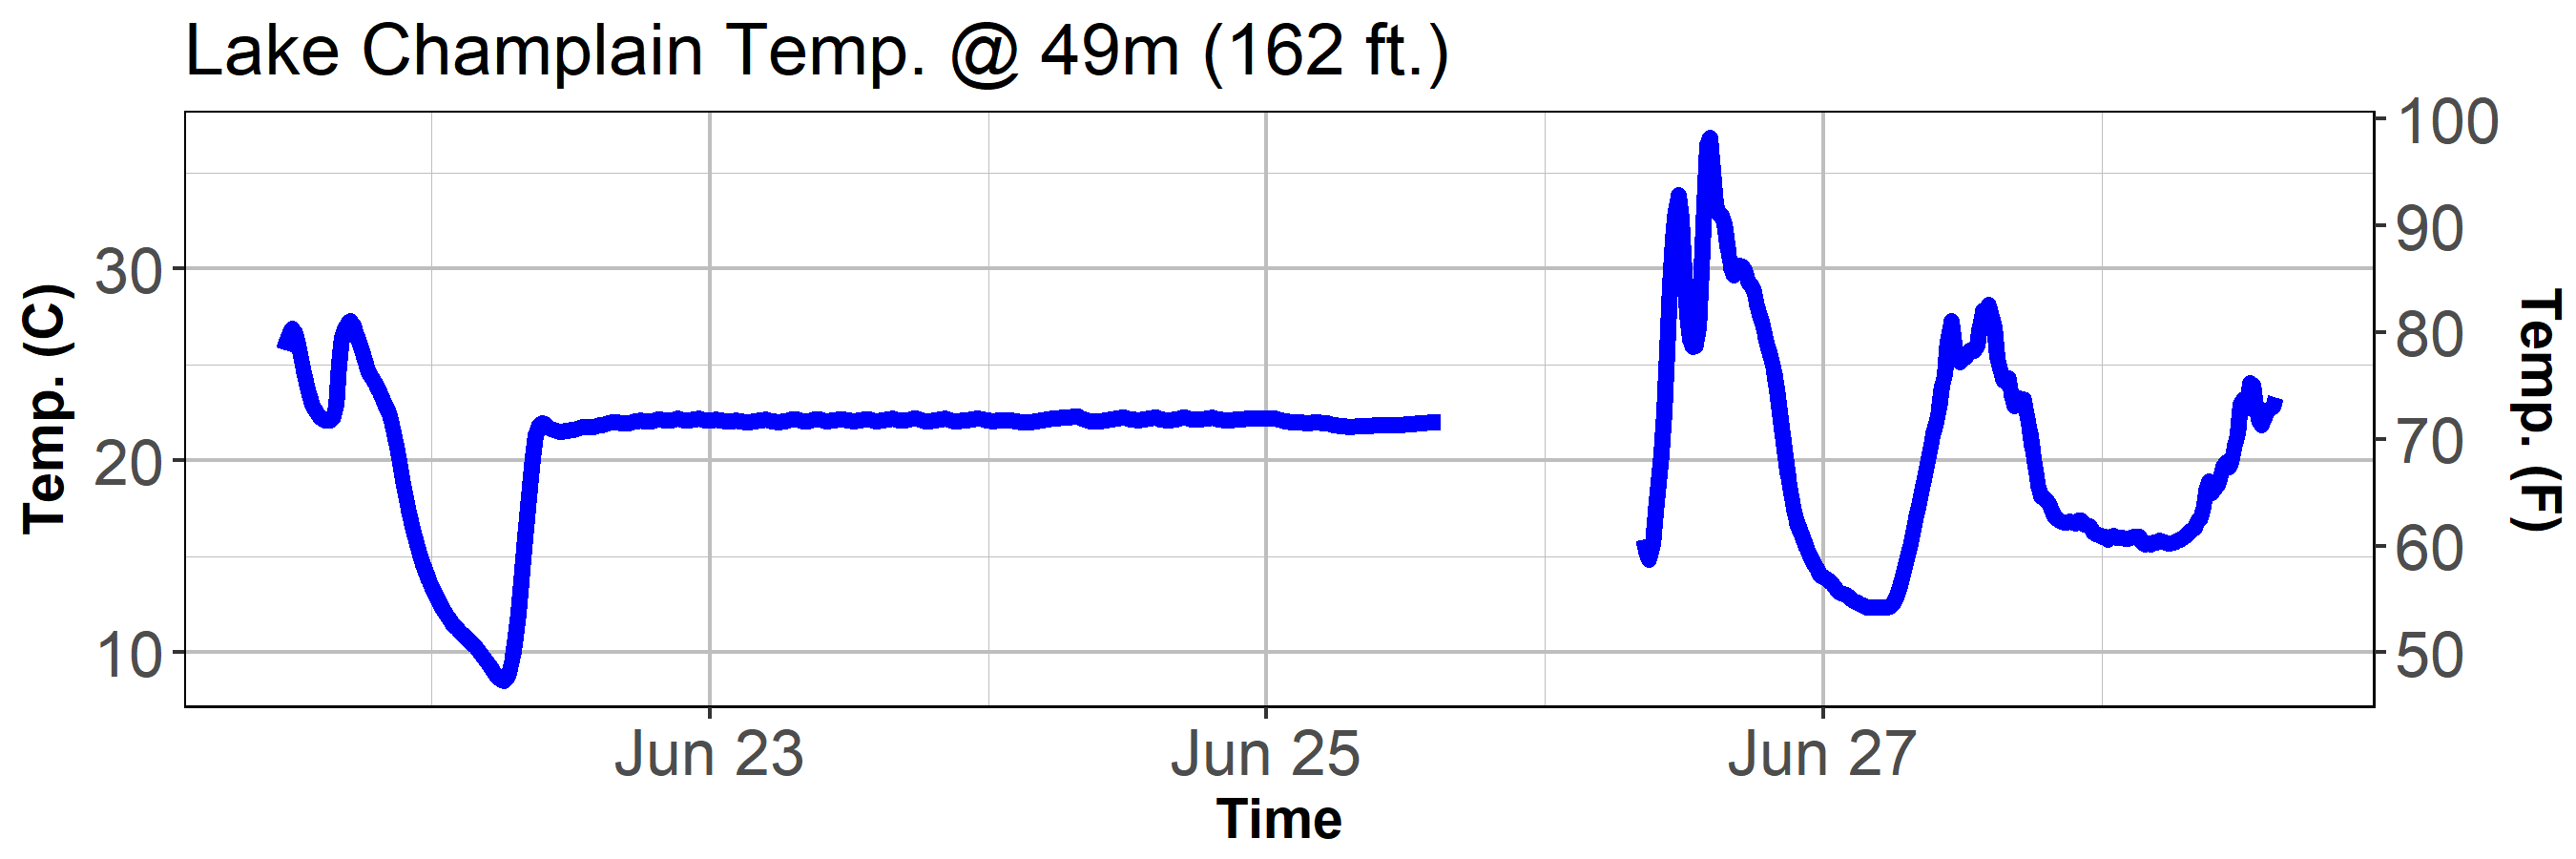 Lake Champlain Temp. @ 49m (162 ft.)
100
90
30
80
Temp. (C)
Temp. (F)
20
70
60
10
50
Jun 23
Jun 25
Jun 27
Time